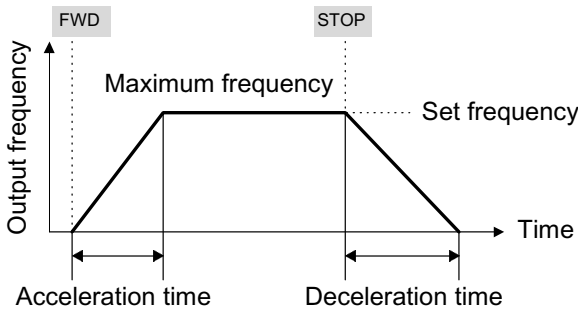 FWD
STOP
Maximum frequency
Set frequency
Output frequency
Time
Acceleration time
Deceleration time